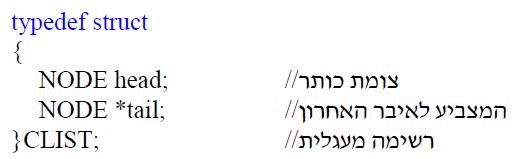 typedef struct
{
NODE head; //צומת כותר
NODE *tail; //המצביע לאיבר האחרון
}CLIST; //רשימה מעגלית